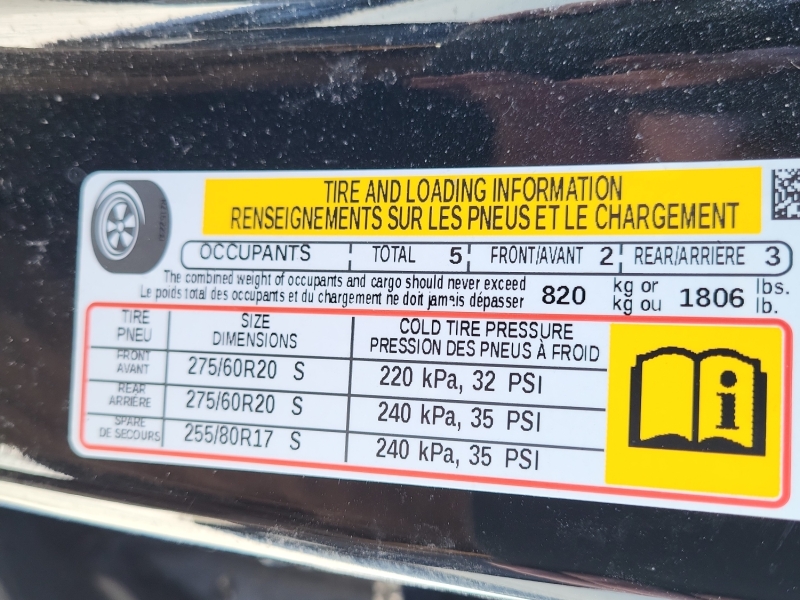 TIRE AND LOADING INFORMATION
RENSEIGNEMENTS SUR LES PNEUS ET LE CHARGEMENT
OCCUPANTS TOTAL 5 FRONT/AVANT 2 REAR/ARRIÈRE 3
The combined weight of occupants and cargo should never exceed 820 kg or 1806 lbs.
Le poids total des occupants et du chargement ne doit jamais dépasser kg ou lb.
TIRE SIZE COLD TIRE PRESSURE
PNEU DIMENSIONS PRESSION DES PNEUS À FROID
FRONT
AVANT 275/60R20 S 220 kPa, 32 PSI
REAR
ARRIÈRE 275/60R20 S 240 kPa, 35 PSI
SPARE
DE SECOURS 255/80R17 S 240 kPa, 35 PSI
i